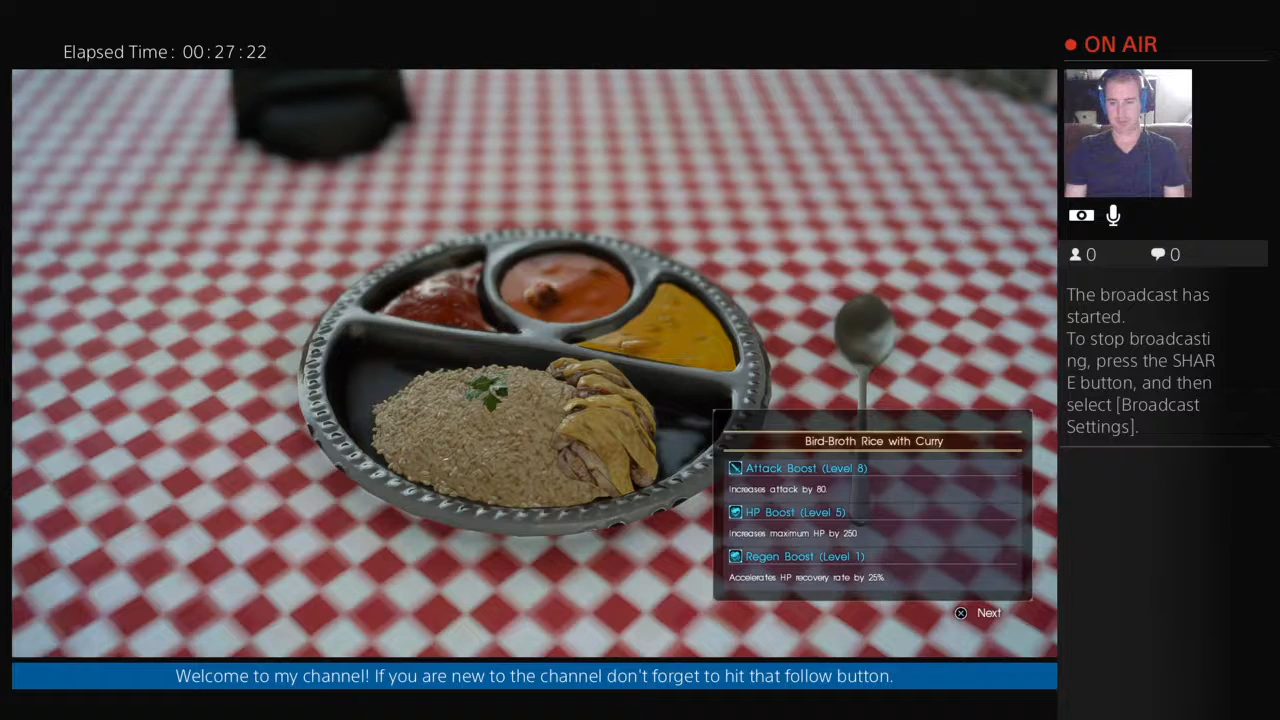 Elapsed Time: 00:27:22
ON AIR
0
0
The broadcast has
started.
To stop broadcasti
ng, press the SHAR
E button, and then
select [Broadcast
Settings].
Bird-Broth Rice with Curry
Attack Boost (Level 8)
Increases attack by 80.
HP Boost (Level 5)
Increases maximum HP by 250
Regen Boost (Level 1)
Accelerates HP recovery rate by 25%.
Next
Welcome to my channel! If you are new to the channel don't forget to hit that follow button.